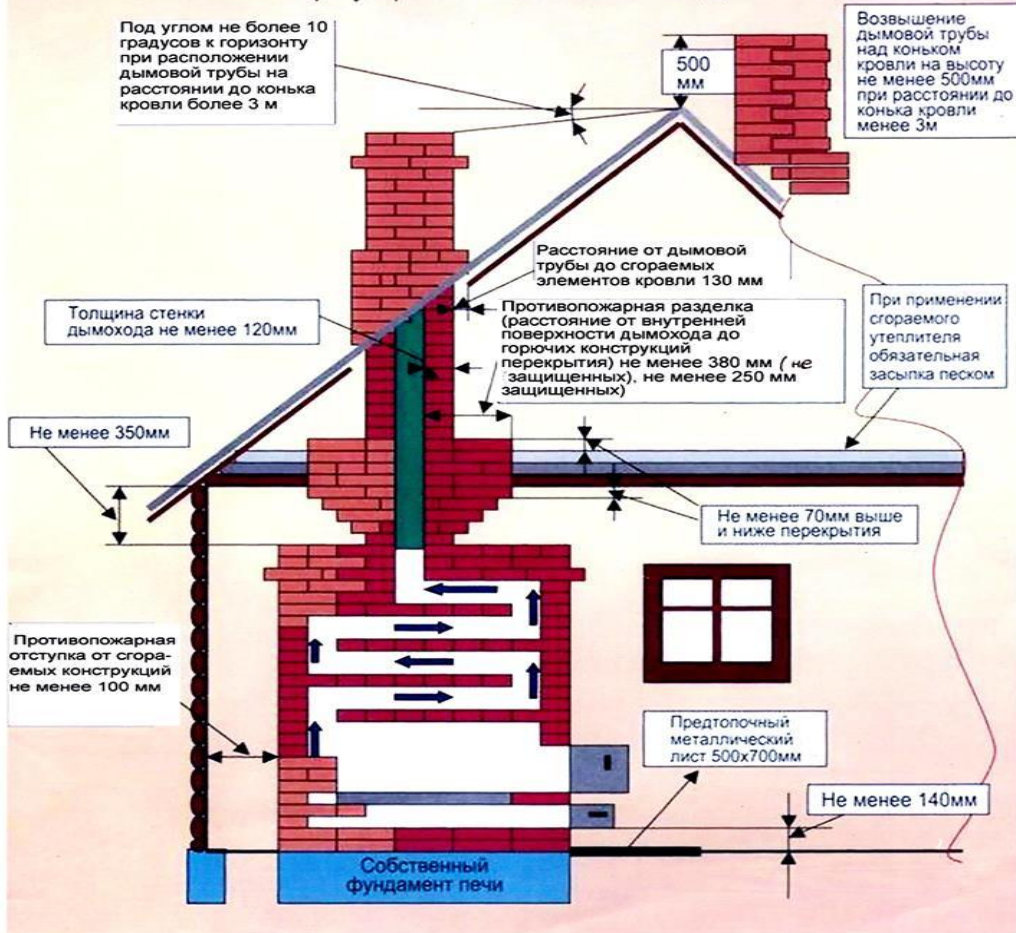 Под углом не более 10
градусов к горизонту
при расположении
дымовой трубы на
расстоянии до конька
кровли более 3 м
500
мм
Возвышение
дымовой трубы
над коньком
кровли на высоту
не менее 500мм
при расстоянии до
конька кровли
менее 3м
Расстояние от дымовой
трубы до сгораемых
элементов кровли 130 мм
Толщина стенки
дымохода не менее 120мм
Противопожарная разделка
(расстояние от внутренней
поверхности дымохода до
горючих конструкций
перекрытия) не менее 380 мм ( не
защищенных), не менее 250 мм
защищенных)
При применении
сгораемого
утеплителя
обязательная
засыпка песком
Не менее 350мм
Не менее 70мм выше
и ниже перекрытия
Противопожарная
отступка от сгора-
емых конструкций
не менее 100 мм
Предтопочный
металлический
лист 500х700мм
Не менее 140мм
Собственный
фундамент печи